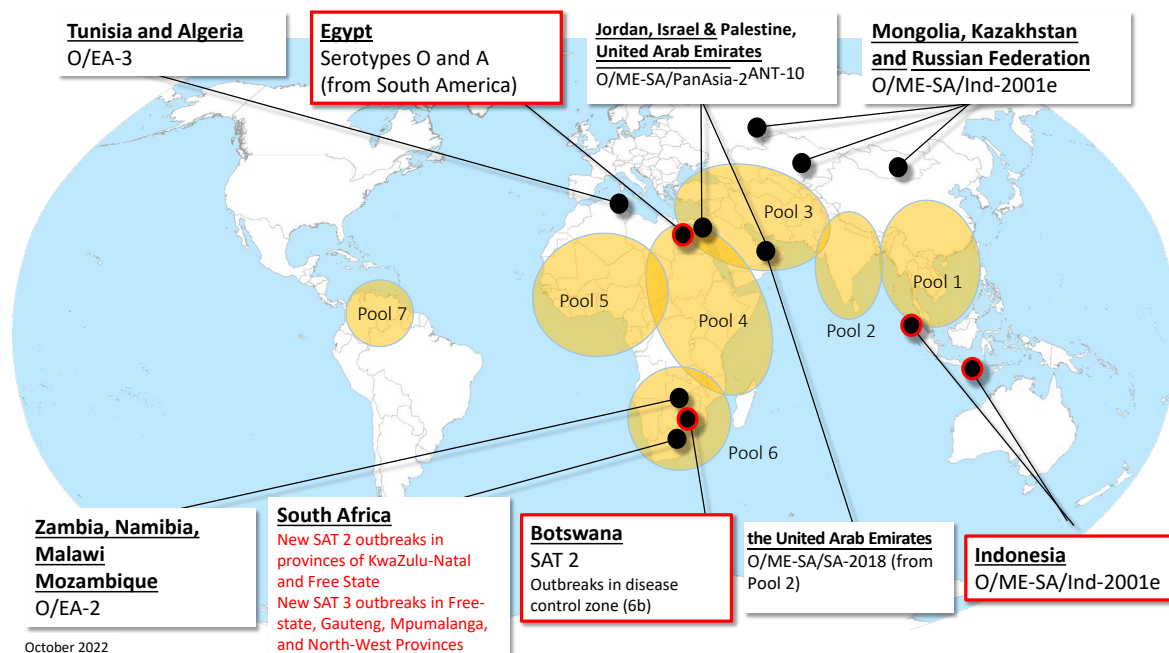 Tunisia and Algeria
O/EA-3
Egypt
Serotypes O and A
(from South America)
Jordan, Israel & Palestine,
United Arab Emirates
O/ME-SA/PanAsia-2ANT-10
Mongolia, Kazakhstan
and Russian Federation
O/ME-SA/Ind-2001e
Pool 3
Pool 5
Pool 1
Pool 7
Pool 4
Pool 2
Pool 6
Zambia, Namibia,
Malawi
Mozambique
O/EA-2
South Africa
New SAT 2 outbreaks in
provinces of KwaZulu-Natal
and Free State
New SAT 3 outbreaks in Free-
state, Gauteng, Mpumalanga,
and North-West Provinces
Botswana
SAT 2
Outbreaks in disease
control zone (6b)
the United Arab Emirates
O/ME-SA/SA-2018 (from
Pool 2)
Indonesia
O/ME-SA/Ind-2001e
October 2022